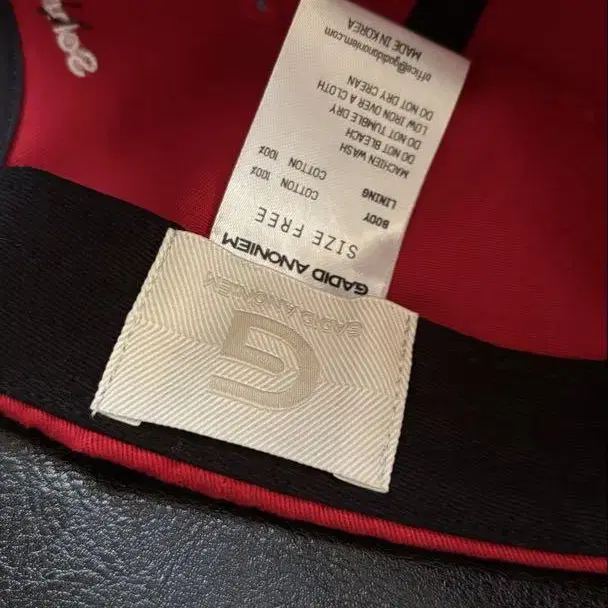 GADID ANONIEM
SIZE FREE
BODY COTTON 100%
LINING COTTON 100%
MACHIEN WASH
DO NOT BLEACH
DO NOT TUMBLE DRY
LOW IRON OVER A CLOTH
DO NOT DRY CREAN
office@gadidanoniem.com
MADE IN KOREA
GADID ANONIEM